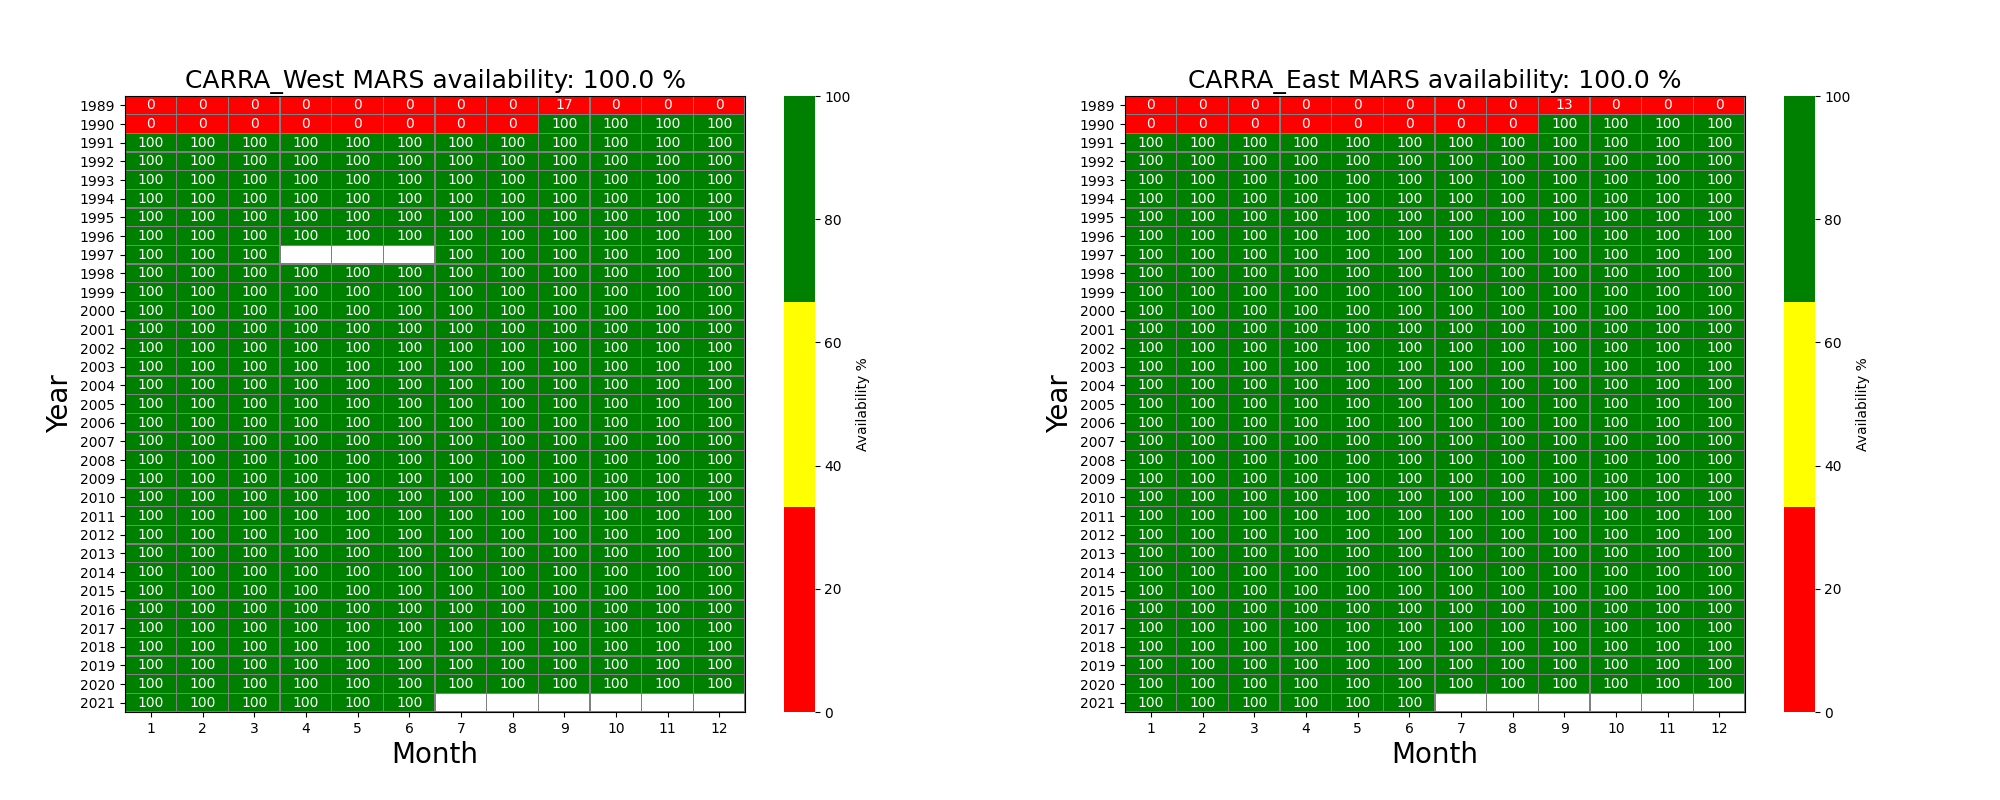 CARRA_West MARS availability: 100.0 %
1989 0 0 0 0 0 0 0 0 17 0 0 0
1990 0 0 0 0 0 0 0 0 100 100 100 100
1991 100 100 100 100 100 100 100 100 100 100 100 100
1992 100 100 100 100 100 100 100 100 100 100 100 100
1993 100 100 100 100 100 100 100 100 100 100 100 100
1994 100 100 100 100 100 100 100 100 100 100 100 100
1995 100 100 100 100 100 100 100 100 100 100 100 100
1996 100 100 100 100 100 100 100 100 100 100 100 100
1997 100 100 100 100 100 100 100 100 100
1998 100 100 100 100 100 100 100 100 100 100 100 100
1999 100 100 100 100 100 100 100 100 100 100 100 100
2000 100 100 100 100 100 100 100 100 100 100 100 100
2001 100 100 100 100 100 100 100 100 100 100 100 100
2002 100 100 100 100 100 100 100 100 100 100 100 100
2003 100 100 100 100 100 100 100 100 100 100 100 100
2004 100 100 100 100 100 100 100 100 100 100 100 100
2005 100 100 100 100 100 100 100 100 100 100 100 100
2006 100 100 100 100 100 100 100 100 100 100 100 100
2007 100 100 100 100 100 100 100 100 100 100 100 100
2008 100 100 100 100 100 100 100 100 100 100 100 100
2009 100 100 100 100 100 100 100 100 100 100 100 100
2010 100 100 100 100 100 100 100 100 100 100 100 100
2011 100 100 100 100 100 100 100 100 100 100 100 100
2012 100 100 100 100 100 100 100 100 100 100 100 100
2013 100 100 100 100 100 100 100 100 100 100 100 100
2014 100 100 100 100 100 100 100 100 100 100 100 100
2015 100 100 100 100 100 100 100 100 100 100 100 100
2016 100 100 100 100 100 100 100 100 100 100 100 100
2017 100 100 100 100 100 100 100 100 100 100 100 100
2018 100 100 100 100 100 100 100 100 100 100 100 100
2019 100 100 100 100 100 100 100 100 100 100 100 100
2020 100 100 100 100 100 100 100 100 100 100 100 100
2021 100 100 100 100 100 100
1 2 3 4 5 6 7 8 9 10 11 12
Month
Year
100
80
60
40
20
0
Availability %
CARRA_East MARS availability: 100.0 %
1989 0 0 0 0 0 0 0 0 13 0 0 0
1990 0 0 0 0 0 0 0 0 100 100 100 100
1991 100 100 100 100 100 100 100 100 100 100 100 100
1992 100 100 100 100 100 100 100 100 100 100 100 100
1993 100 100 100 100 100 100 100 100 100 100 100 100
1994 100 100 100 100 100 100 100 100 100 100 100 100
1995 100 100 100 100 100 100 100 100 100 100 100 100
1996 100 100 100 100 100 100 100 100 100 100 100 100
1997 100 100 100 100 100 100 100 100 100 100 100 100
1998 100 100 100 100 100 100 100 100 100 100 100 100
1999 100 100 100 100 100 100 100 100 100 100 100 100
2000 100 100 100 100 100 100 100 100 100 100 100 100
2001 100 100 100 100 100 100 100 100 100 100 100 100
2002 100 100 100 100 100 100 100 100 100 100 100 100
2003 100 100 100 100 100 100 100 100 100 100 100 100
2004 100 100 100 100 100 100 100 100 100 100 100 100
2005 100 100 100 100 100 100 100 100 100 100 100 100
2006 100 100 100 100 100 100 100 100 100 100 100 100
2007 100 100 100 100 100 100 100 100 100 100 100 100
2008 100 100 100 100 100 100 100 100 100 100 100 100
2009 100 100 100 100 100 100 100 100 100 100 100 100
2010 100 100 100 100 100 100 100 100 100 100 100 100
2011 100 100 100 100 100 100 100 100 100 100 100 100
2012 100 100 100 100 100 100 100 100 100 100 100 100
2013 100 100 100 100 100 100 100 100 100 100 100 100
2014 100 100 100 100 100 100 100 100 100 100 100 100
2015 100 100 100 100 100 100 100 100 100 100 100 100
2016 100 100 100 100 100 100 100 100 100 100 100 100
2017 100 100 100 100 100 100 100 100 100 100 100 100
2018 100 100 100 100 100 100 100 100 100 100 100 100
2019 100 100 100 100 100 100 100 100 100 100 100 100
2020 100 100 100 100 100 100 100 100 100 100 100 100
2021 100 100 100 100 100 100
1 2 3 4 5 6 7 8 9 10 11 12
Month
Year
100
80
60
40
20
0
Availability %